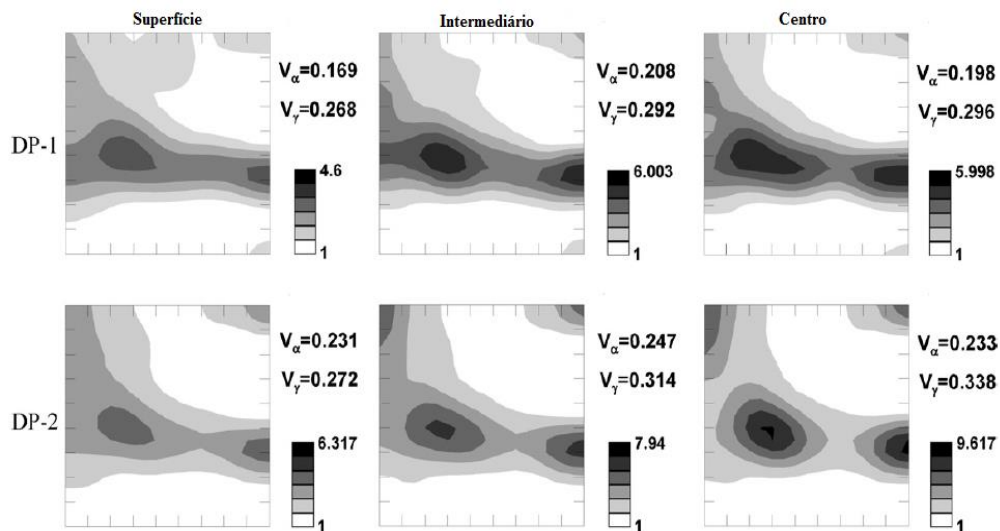 Superfície
Intermediário
Centro
DP-1
Vα=0.169
Vγ=0.268
4.6
1
Vα=0.208
Vγ=0.292
6.003
1
Vα=0.198
Vγ=0.296
5.998
1
DP-2
Vα=0.231
Vγ=0.272
6.317
1
Vα=0.247
Vγ=0.314
7.94
1
Vα=0.233
Vγ=0.338
9.617
1